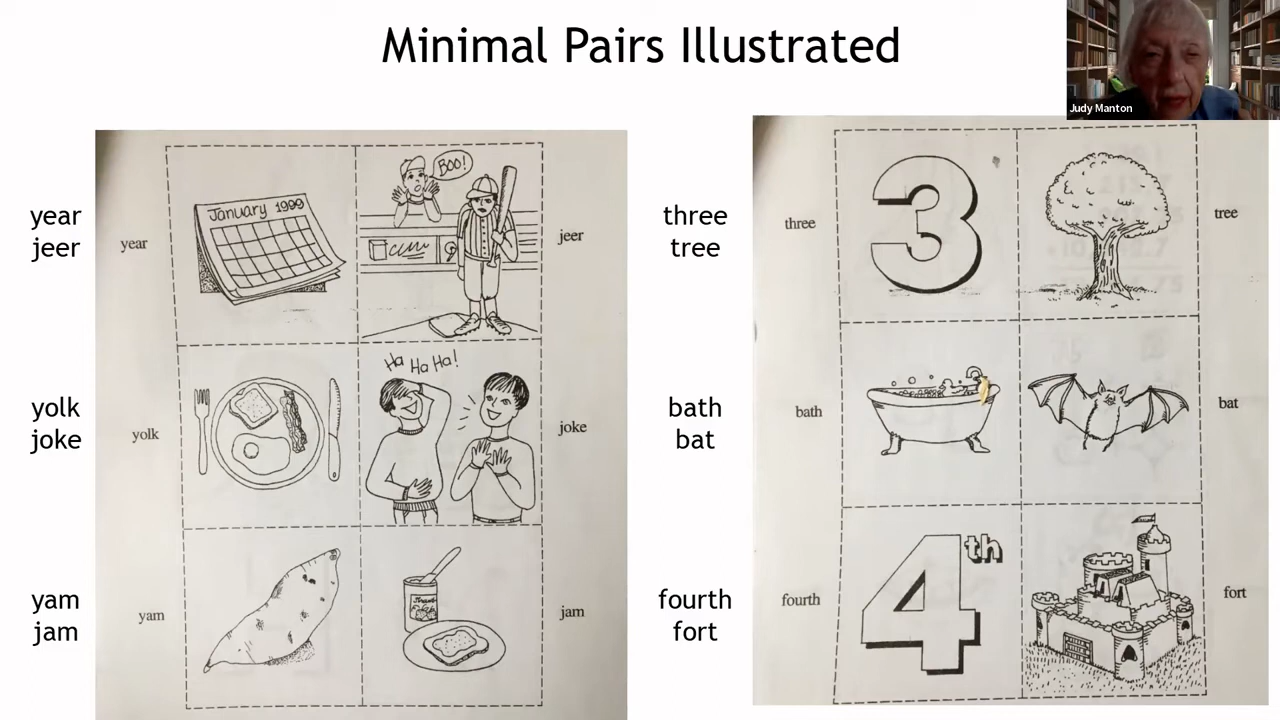 Minimal Pairs Illustrated
Judy Manton
year
jeer
year
January 1999
BOO!
jeer
yolk
joke
yolk
Ha Ha Ha!
joke
yam
jam
yam
jam
three
tree
three
3
tree
bath
bat
bath
bat
fourth
fort
fourth
4th
fort